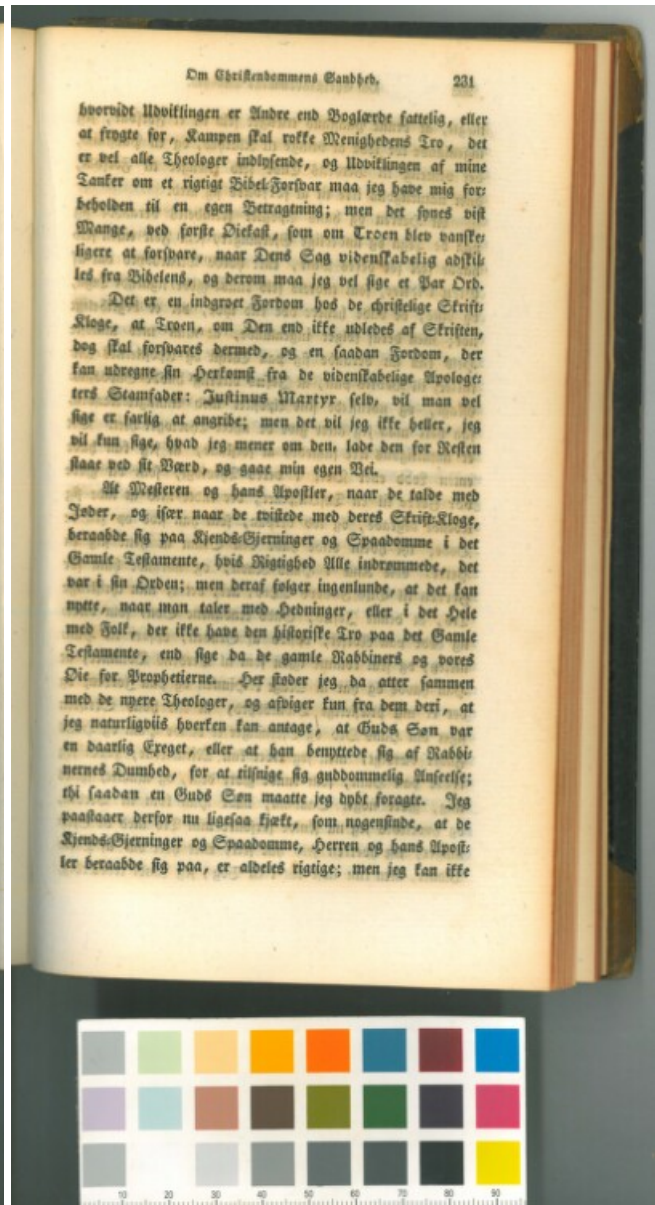 Om Christendommens Sandhed. 231
hvorvidt Udviklingen er Andre end Boglærde fattelig, eller
at frygte for, Kampen skal rokke Menighedens Tro, det
er vel alle Theologer indlysende, og Udviklingen af mine
Tanker om et rigtigt Bibel-Forsvar maa jeg have mig for-
beholden til en egen Betragtning; men det synes vist
Mange, ved første Øiekast, som om Troen blev vanske-
ligere at forsvare, naar Dens Sag videnskabelig adskil-
les fra Bibelens, og derom maa jeg vel sige et Par Ord.
Det er en indgroet Fordom hos de christelige Skrift-
Kloge, at Troen, om Den end ikke udledes af Skriften,
dog skal forsvares dermed, og en saadan Fordom, der
kan udregne sin Herkomst fra de videnskabelige Apologe-
ters Stamfader: Justinus Martyr selv, vil man vel
sige er farlig at angribe; men det vil jeg ikke heller, jeg
vil kun sige, hvad jeg mener om den, lade den for Resten
staae ved sit Værd, og gaae min egen Vei.
At Mesteren og hans Apostler, naar de talde med
Jøder, og især naar de tvistede med deres Skrift-Kloge,
beraabde sig paa Kjends-Gjerninger og Spaadomme i det
Gamle Testamente, hvis Rigtighed Alle indrømmede, det
var i sin Orden; men deraf følger ingenlunde, at det kan
nytte, naar man taler med Hedninger, eller i det Hele
med Folk, der ikke have den historiske Tro paa det Gamle
Testamente, end sige da de gamle Rabbiners og vores
Øie for Prophetierne. Her støder jeg da atter sammen
med de nyere Theologer, og afviger kun fra dem deri, at
jeg naturligviis hverken kan antage, at Guds Søn var
en daarlig Exeget, eller at han benyttede sig af Rabbi-
nernes Dumhed, for at tilsnige sig guddommelig Anseelse;
thi saadan en Guds Søn maatte jeg dybt foragte. Jeg
paastaaer derfor nu ligesaa kjækt, som nogensinde, at de
Kjends-Gjerninger og Spaadomme, Herren og hans Apost-
ler beraabde sig paa, er aldeles rigtige; men jeg kan ikke
10 20 30 40 50 60 70 80 90